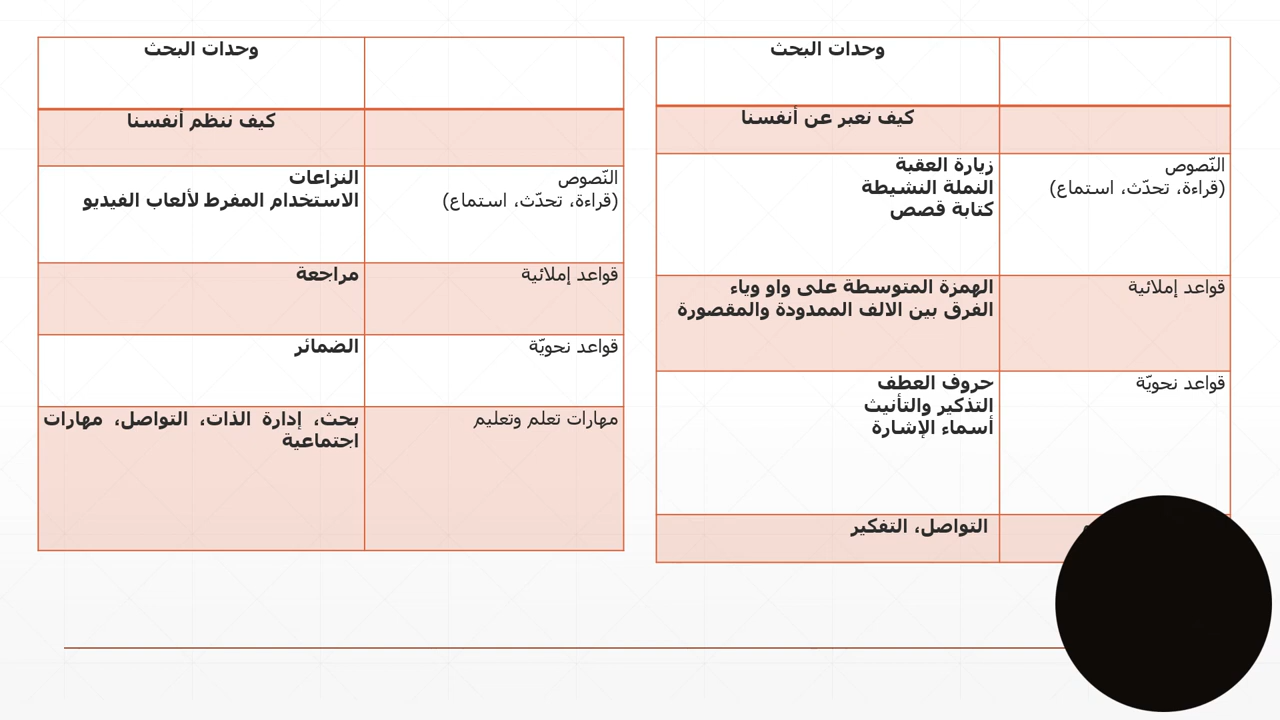 وحدات البحث
كيف نعبر عن أنفسنا
النّصوص
(قراءة، تحدّث، استماع)
زيارة العقبة
النملة النشيطة
كتابة قصص
قواعد إملائية
الهمزة المتوسطة على واو وياء
الفرق بين الالف الممدودة والمقصورة
قواعد نحويّة
حروف العطف
التذكير والتأنيث
أسماء الإشارة
التواصل، التفكير
وحدات البحث
كيف ننظم أنفسنا
النّصوص
(قراءة، تحدّث، استماع)
النزاعات
الاستخدام المفرط لألعاب الفيديو
قواعد إملائية
مراجعة
قواعد نحويّة
الضمائر
مهارات تعلم وتعليم
بحث، إدارة الذات، التواصل، مهارات
اجتماعية